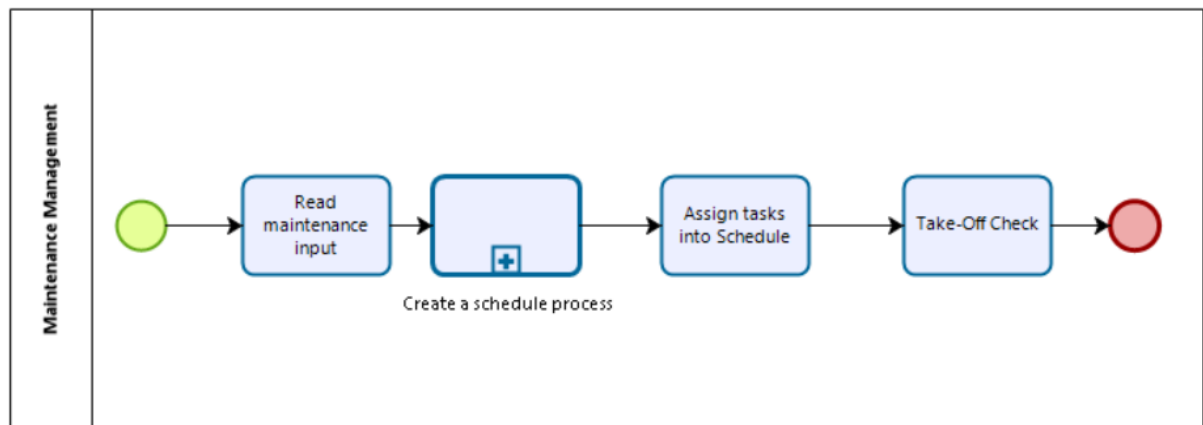 Maintenance Management
Read
maintenance
input
Create a schedule process
Assign tasks
into Schedule
Take-Off Check